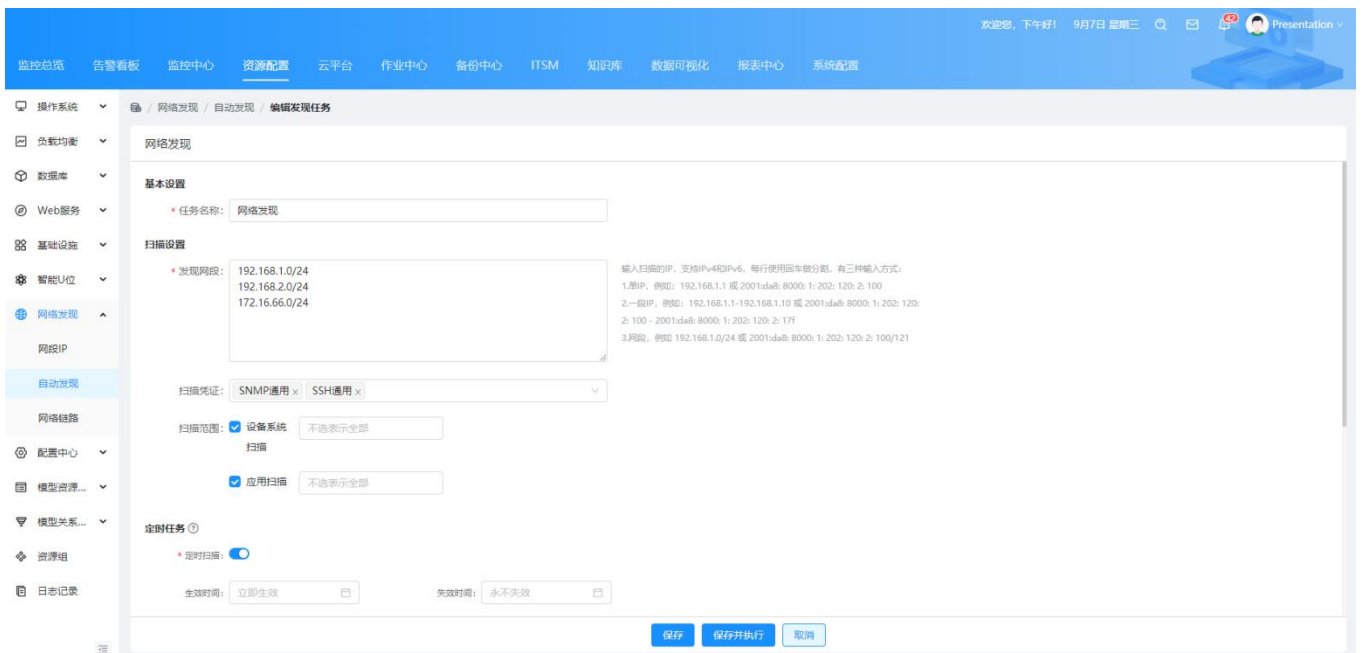 欢迎您，下午好! 9月7日 星期三 42 Presentation
监控总览 告警看板 监控中心 资源配置 云平台 作业中心 备份中心 ITSM 知识库 数据可视化 报表中心 系统配置
操作系统
负载均衡
数据库
Web服务
基础设施
智能U位
网络发现
网段IP
自动发现
网络链路
配置中心
模型资源...
模型关系...
资源组
日志记录
/ 网络发现 / 自动发现 / 编辑发现任务
网络发现
基本设置
* 任务名称: 网络发现
扫描设置
* 发现网段: 192.168.1.0/24
192.168.2.0/24
172.16.66.0/24
输入扫描的IP，支持IPv4和IPv6，每行使用回车做分割，有三种输入方式:
1.单IP，例如: 192.168.1.1 或 2001:da8: 8000: 1: 202: 120: 2: 100
2.一段IP，例如: 192.168.1.1-192.168.1.10 或 2001:da8: 8000: 1: 202: 120:
2: 100 - 2001:da8: 8000: 1: 202: 120: 2: 17f
3.网段，例如 192.168.1.0/24 或 2001:da8: 8000: 1: 202: 120: 2: 100/121
扫描凭证: SNMP通用 × SSH通用 ×
扫描范围: 设备系统 不选表示全部
扫描
应用扫描 不选表示全部
定时任务 ?
* 定时扫描:
生效时间: 立即生效 失效时间: 永不失效
保存 保存并执行 取消